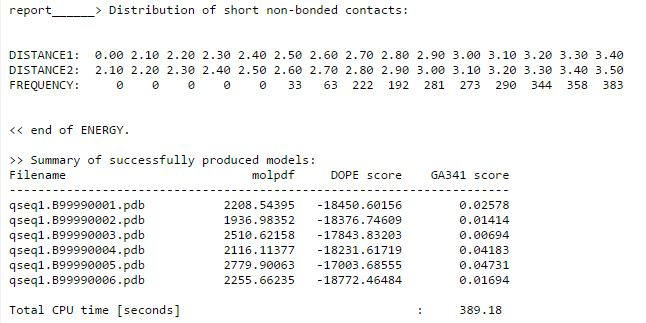 report______> Distribution of short non-bonded contacts:
DISTANCE1:  0.00 2.10 2.20 2.30 2.40 2.50 2.60 2.70 2.80 2.90 3.00 3.10 3.20 3.30 3.40
DISTANCE2:  2.10 2.20 2.30 2.40 2.50 2.60 2.70 2.80 2.90 3.00 3.10 3.20 3.30 3.40 3.50
FREQUENCY:     0    0    0    0    0   33   63  222  192  281  273  290  344  358  383
<< end of ENERGY.
>> Summary of successfully produced models:
Filename                          molpdf     DOPE score    GA341 score
----------------------------------------------------------------------
qseq1.B99990001.pdb           2208.54395   -18450.60156        0.02578
qseq1.B99990002.pdb           1936.98352   -18376.74609        0.01414
qseq1.B99990003.pdb           2510.62158   -17843.83203        0.00694
qseq1.B99990004.pdb           2116.11377   -18231.61719        0.04183
qseq1.B99990005.pdb           2779.90063   -17003.68555        0.04731
qseq1.B99990006.pdb           2255.66235   -18772.46484        0.01694
Total CPU time [seconds]                                 :     389.18